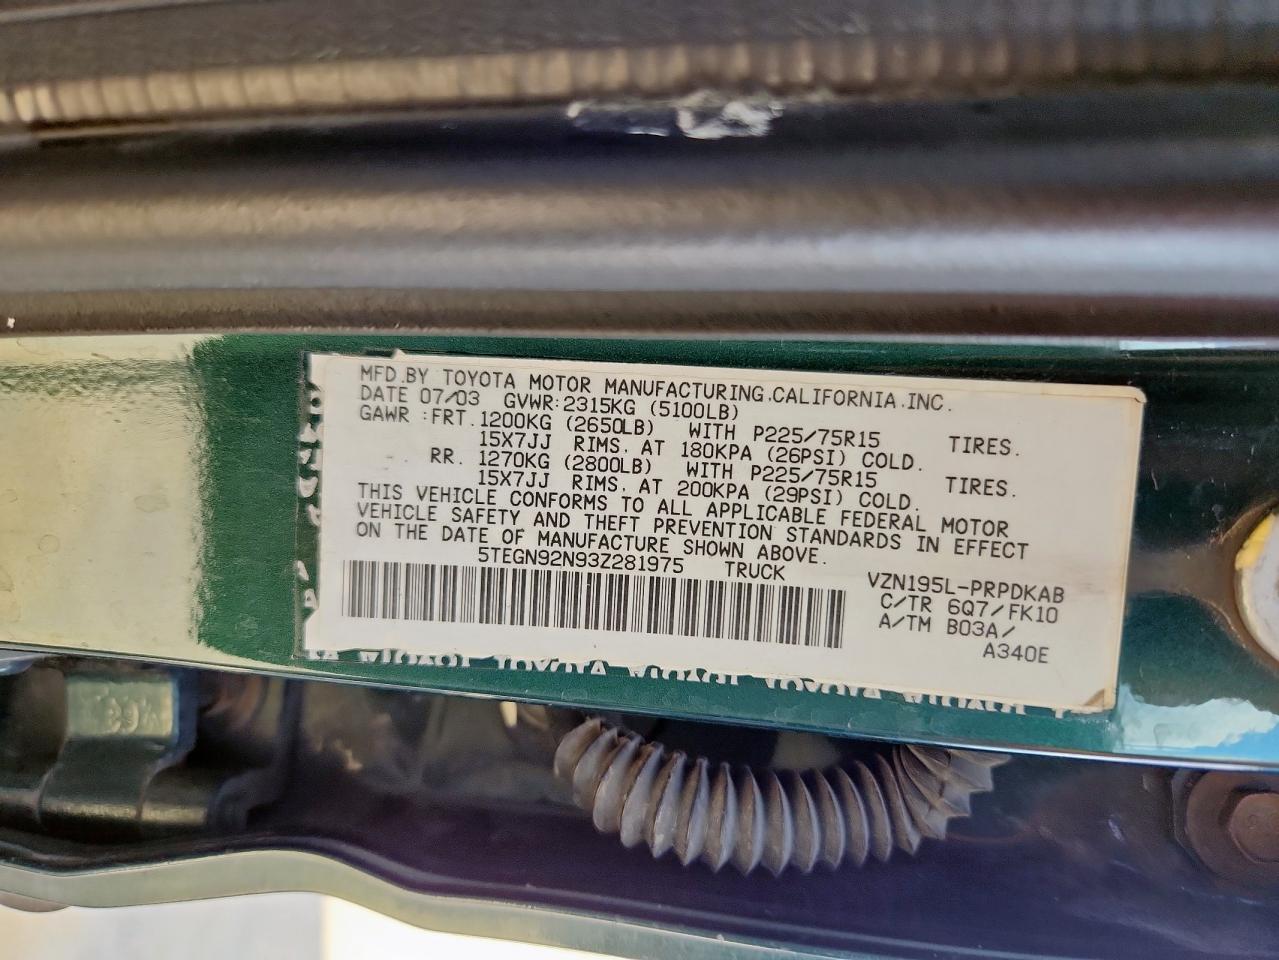 MFD.BY TOYOTA MOTOR MANUFACTURING.CALIFORNIA.INC.
DATE 07/03 GVWR:2315KG (5100LB)
GAWR :FRT.1200KG (2650LB) WITH P225/75R15 TIRES.
15X7JJ RIMS. AT 180KPA (26PSI) COLD.
RR. 1270KG (2800LB) WITH P225/75R15 TIRES.
15X7JJ RIMS. AT 200KPA (29PSI) COLD.
THIS VEHICLE CONFORMS TO ALL APPLICABLE FEDERAL MOTOR
VEHICLE SAFETY AND THEFT PREVENTION STANDARDS IN EFFECT
ON THE DATE OF MANUFACTURE SHOWN ABOVE.
5TEGN92N93Z281975 TRUCK
VZN195L-PRPDKAB
C/TR 6Q7/FK10
A/TM B03A/
A340E